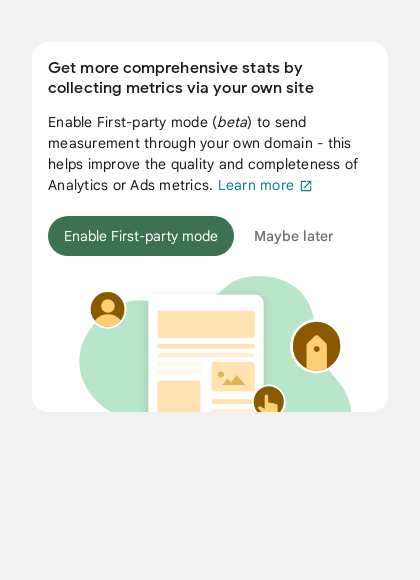 Get more comprehensive stats by
collecting metrics via your own site
Enable First-party mode (beta) to send
measurement through your own domain - this
helps improve the quality and completeness of
Analytics or Ads metrics. Learn more
Enable First-party mode
Maybe later